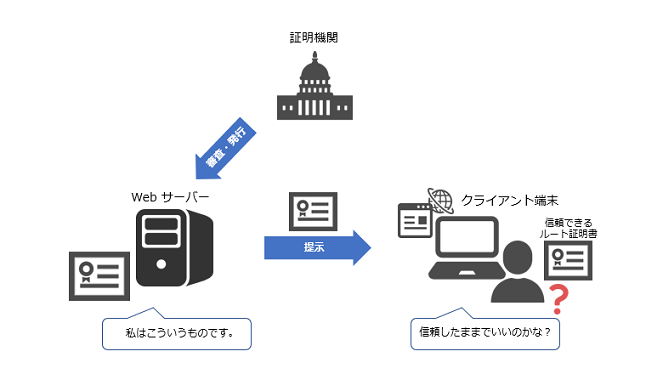 証明機関
審査・発行
Web サーバー
クライアント端末
信頼できる
ルート証明書
提示
私はこういうものです。
信頼したままでいいのかな？
?